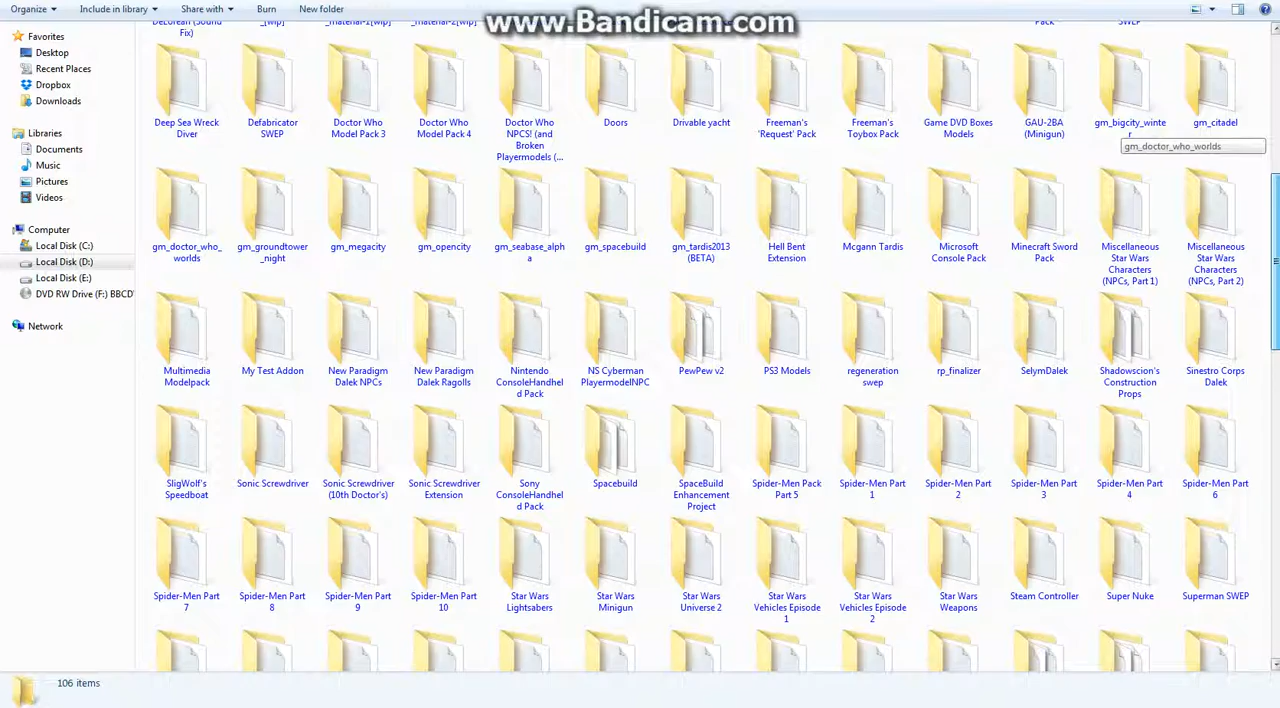 Organize
Include in library
Share with
Burn
New folder
www.Bandicam.com
Favorites
Desktop
Recent Places
Dropbox
Downloads
Libraries
Documents
Music
Pictures
Videos
Computer
Local Disk (C:)
Local Disk (D:)
Local Disk (E:)
DVD RW Drive (F:) BBCD
Network
DeLorean (Sound
Fix)
_[wip]
_material-1[wip]
_material-2[wip]
Pack
SWEP
Deep Sea Wreck
Diver
Defabricator
SWEP
Doctor Who
Model Pack 3
Doctor Who
Model Pack 4
Doctor Who
NPCS! (and
Broken
Playermodels (...
Doors
Drivable yacht
Freeman's
'Request' Pack
Freeman's
Toybox Pack
Game DVD Boxes
Models
GAU-2BA
(Minigun)
gm_bigcity_winte
r
gm_citadel
gm_doctor_who_worlds
gm_doctor_who_
worlds
gm_groundtower
_night
gm_megacity
gm_opencity
gm_seabase_alph
a
gm_spacebuild
gm_tardis2013
(BETA)
Hell Bent
Extension
Mcgann Tardis
Microsoft
Console Pack
Minecraft Sword
Pack
Miscellaneous
Star Wars
Characters
(NPCs, Part 1)
Miscellaneous
Star Wars
Characters
(NPCs, Part 2)
Multimedia
Modelpack
My Test Addon
New Paradigm
Dalek NPCs
New Paradigm
Dalek Ragolls
Nintendo
ConsoleHandhel
d Pack
NS Cyberman
PlayermodelNPC
PewPew v2
PS3 Models
regeneration
swep
rp_finalizer
SelymDalek
Shadowscion's
Construction
Props
Sinestro Corps
Dalek
SligWolf's
Speedboat
Sonic Screwdriver
Sonic Screwdriver
(10th Doctor's)
Sonic Screwdriver
Extension
Sony
ConsoleHandhel
d Pack
Spacebuild
SpaceBuild
Enhancement
Project
Spider-Men Pack
Part 5
Spider-Men Part
1
Spider-Men Part
2
Spider-Men Part
3
Spider-Men Part
4
Spider-Men Part
6
Spider-Men Part
7
Spider-Men Part
8
Spider-Men Part
9
Spider-Men Part
10
Star Wars
Lightsabers
Star Wars
Minigun
Star Wars
Universe 2
Star Wars
Vehicles Episode
1
Star Wars
Vehicles Episode
2
Star Wars
Weapons
Steam Controller
Super Nuke
Superman SWEP
106 items